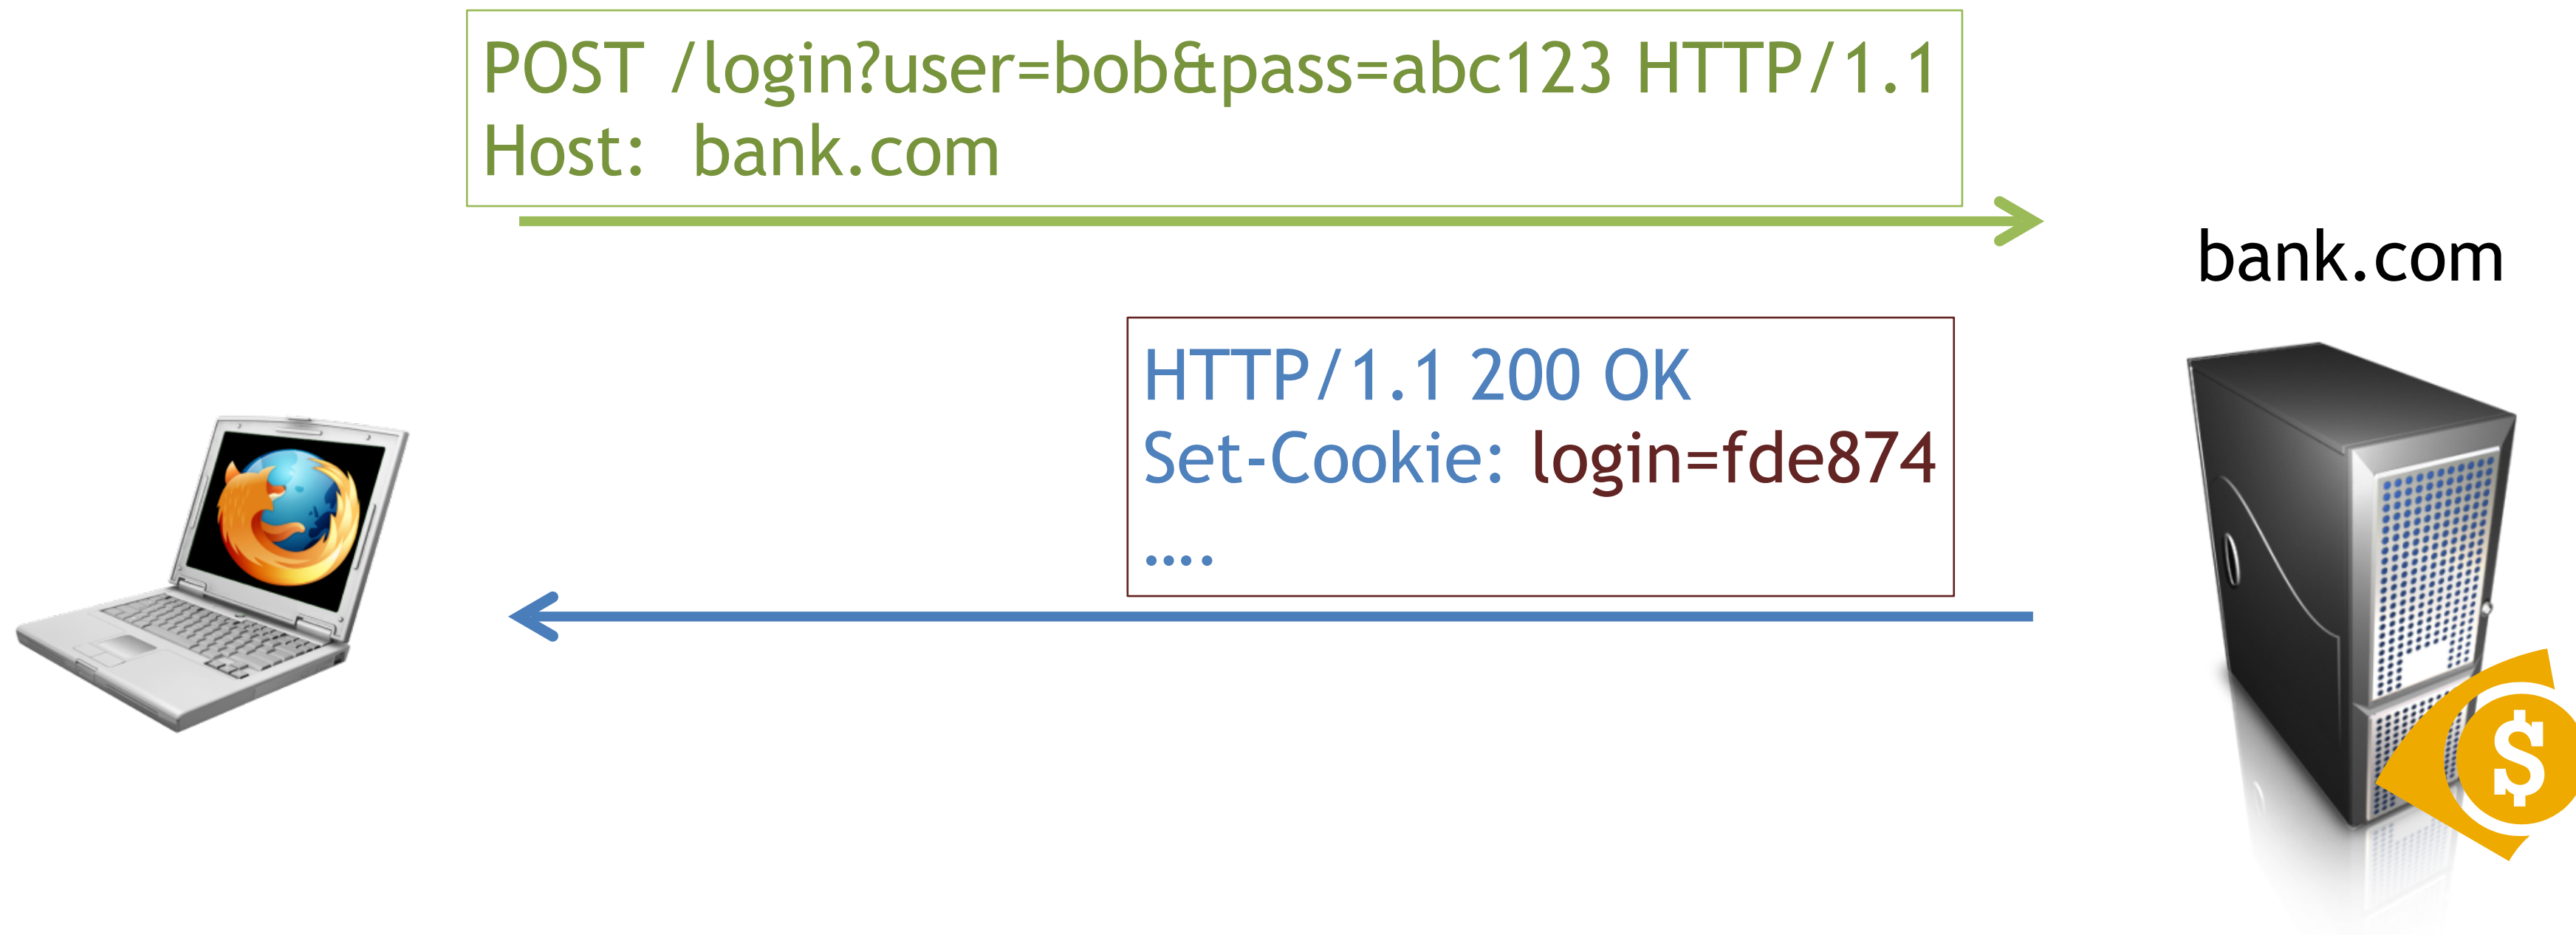 POST /login?user=bob&pass=abc123 HTTP/1.1
Host: bank.com
bank.com
HTTP/1.1 200 OK
Set-Cookie: login=fde874
....
$